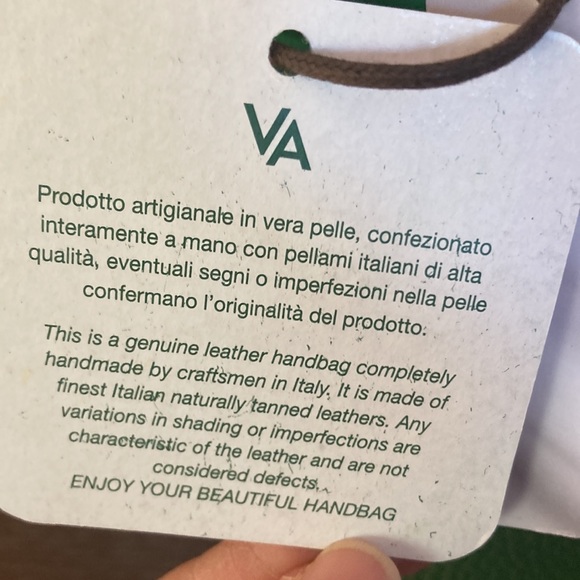 VA
Prodotto artigianale in vera pelle, confezionato
interamente a mano con pellami italiani di alta
qualità, eventuali segni o imperfezioni nella pelle
confermano l'originalità del prodotto.
This is a genuine leather handbag completely
handmade by craftsmen in Italy. It is made of
finest Italian naturally tanned leathers. Any
variations in shading or imperfections are
characteristic of the leather and are not
considered defects.
ENJOY YOUR BEAUTIFUL HANDBAG